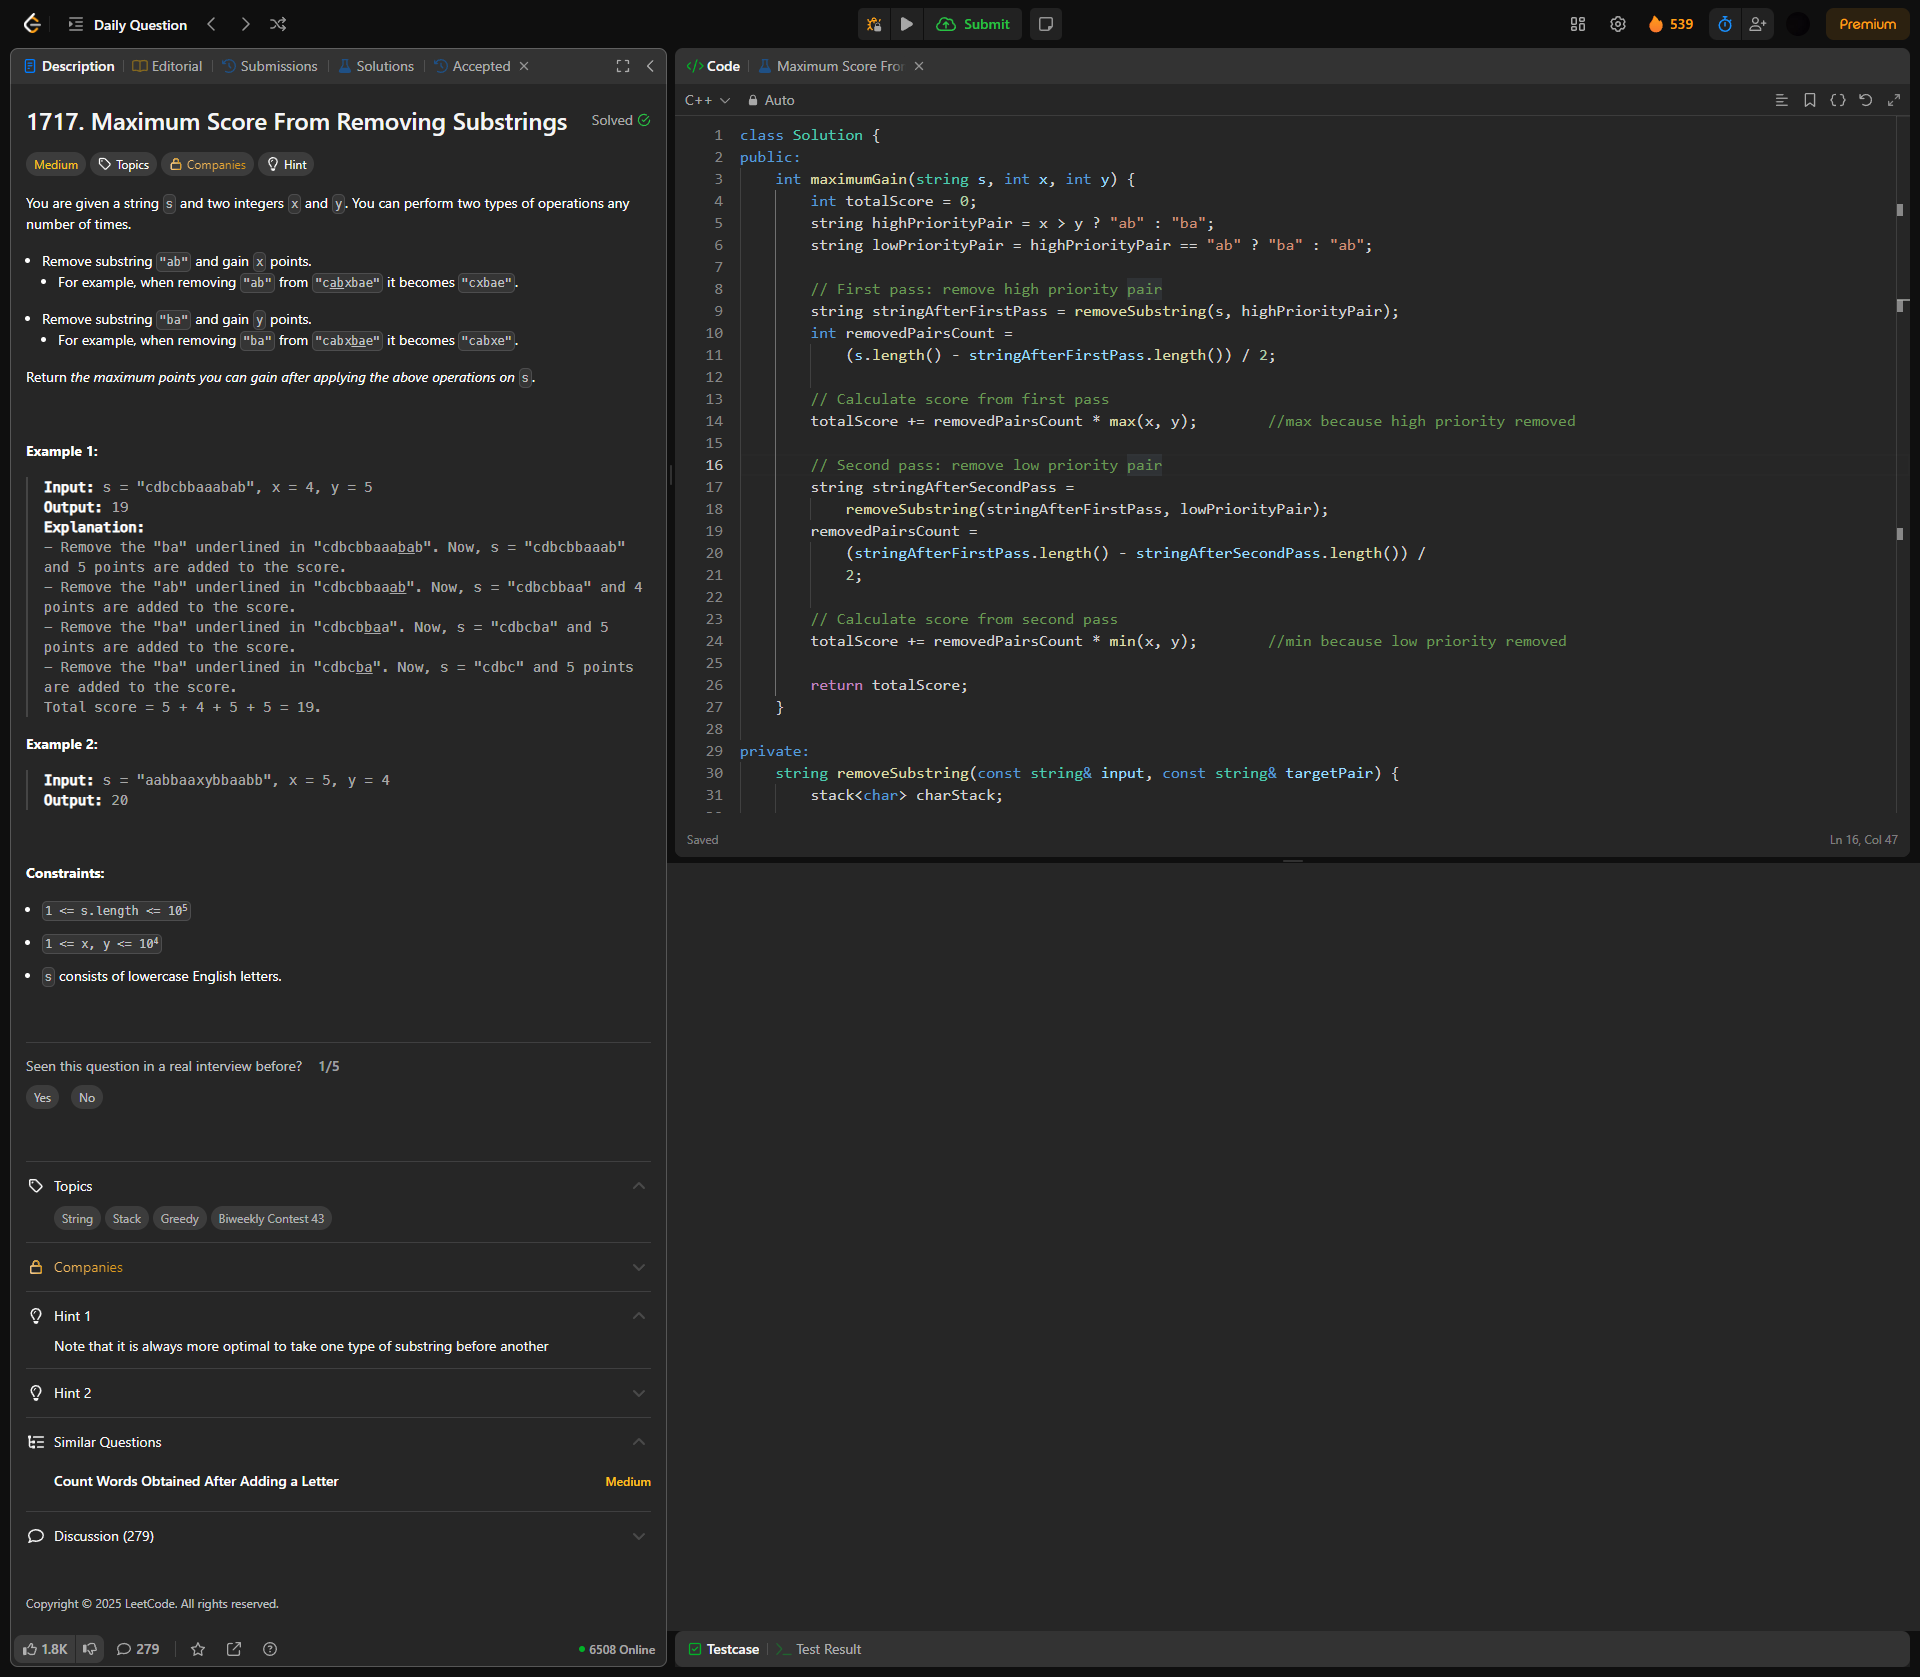 Daily Question
Submit
539
Premium
Description
Editorial
Submissions
Solutions
Accepted
1717. Maximum Score From Removing Substrings
Solved
Medium
Topics
Companies
Hint
You are given a string s and two integers x and y. You can perform two types of operations any
number of times.
• Remove substring "ab" and gain x points.
• For example, when removing "ab" from "cabxbae" it becomes "cxbae".
• Remove substring "ba" and gain y points.
• For example, when removing "ba" from "cabxbae" it becomes "cabxe".
Return the maximum points you can gain after applying the above operations on s.
Example 1:
Input: s = "cdbcbbaaabab", x = 4, y = 5
Output: 19
Explanation:
- Remove the "ba" underlined in "cdbcbbaaabab". Now, s = "cdbcbbaaab"
and 5 points are added to the score.
- Remove the "ab" underlined in "cdbcbbaaab". Now, s = "cdbcbbaa" and 4
points are added to the score.
- Remove the "ba" underlined in "cdbcbbaa". Now, s = "cdbcba" and 5
points are added to the score.
- Remove the "ba" underlined in "cdbcba". Now, s = "cdbc" and 5 points
are added to the score.
Total score = 5 + 4 + 5 + 5 = 19.
Example 2:
Input: s = "aabbaaxybbaabb", x = 5, y = 4
Output: 20
Constraints:
• 1 <= s.length <= 10⁵
• 1 <= x, y <= 10⁴
• s consists of lowercase English letters.
Seen this question in a real interview before? 1/5
Yes
No
Topics
String
Stack
Greedy
Biweekly Contest 43
Companies
Hint 1
Note that it is always more optimal to take one type of substring before another
Hint 2
Similar Questions
Count Words Obtained After Adding a Letter
Medium
Discussion (279)
Copyright © 2025 LeetCode. All rights reserved.
1.8K
279
6508 Online
</> Code
Maximum Score Fro
C++
Auto
1 class Solution {
2 public:
3 int maximumGain(string s, int x, int y) {
4 int totalScore = 0;
5 string highPriorityPair = x > y ? "ab" : "ba";
6 string lowPriorityPair = highPriorityPair == "ab" ? "ba" : "ab";
7
8 // First pass: remove high priority pair
9 string stringAfterFirstPass = removeSubstring(s, highPriorityPair);
10 int removedPairsCount =
11 (s.length() - stringAfterFirstPass.length()) / 2;
12
13 // Calculate score from first pass
14 totalScore += removedPairsCount * max(x, y); //max because high priority removed
15
16 // Second pass: remove low priority pair
17 string stringAfterSecondPass =
18 removeSubstring(stringAfterFirstPass, lowPriorityPair);
19 removedPairsCount =
20 (stringAfterFirstPass.length() - stringAfterSecondPass.length()) /
21 2;
22
23 // Calculate score from second pass
24 totalScore += removedPairsCount * min(x, y); //min because low priority removed
25
26 return totalScore;
27 }
28
29 private:
30 string removeSubstring(const string& input, const string& targetPair) {
31 stack<char> charStack;
Saved
Ln 16, Col 47
Testcase
Test Result